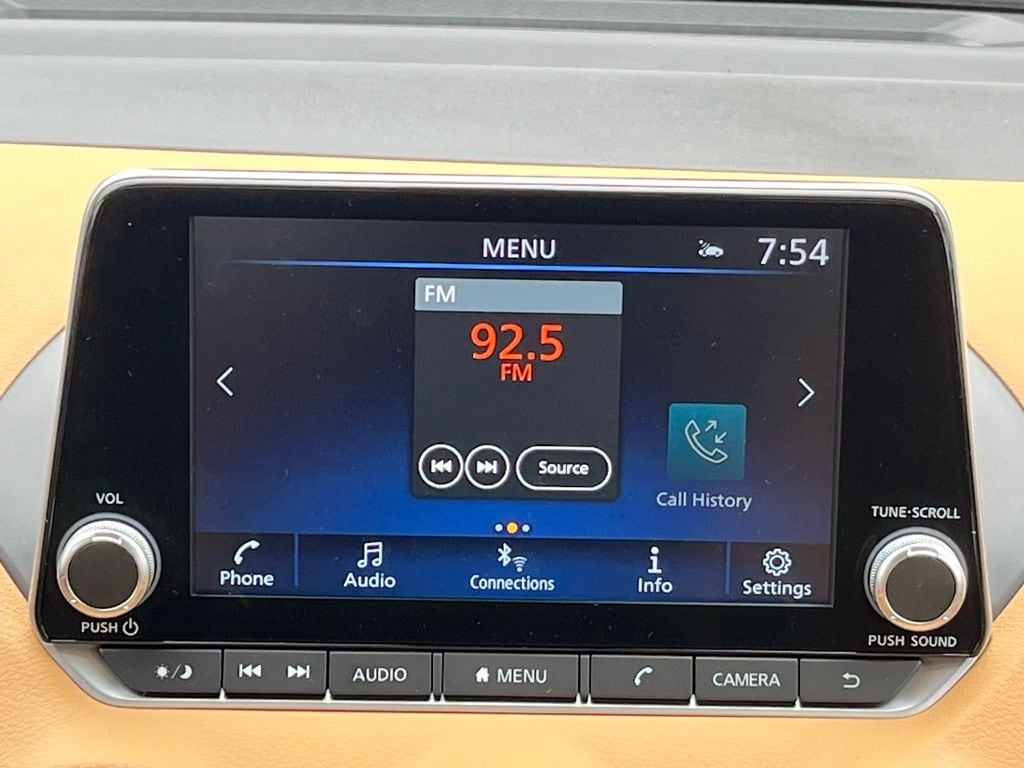 MENU
7:54
FM
92.5
FM
Source
Call History
VOL
TUNE·SCROLL
Phone
Audio
Connections
Info
Settings
PUSH
PUSH SOUND
AUDIO
MENU
CAMERA